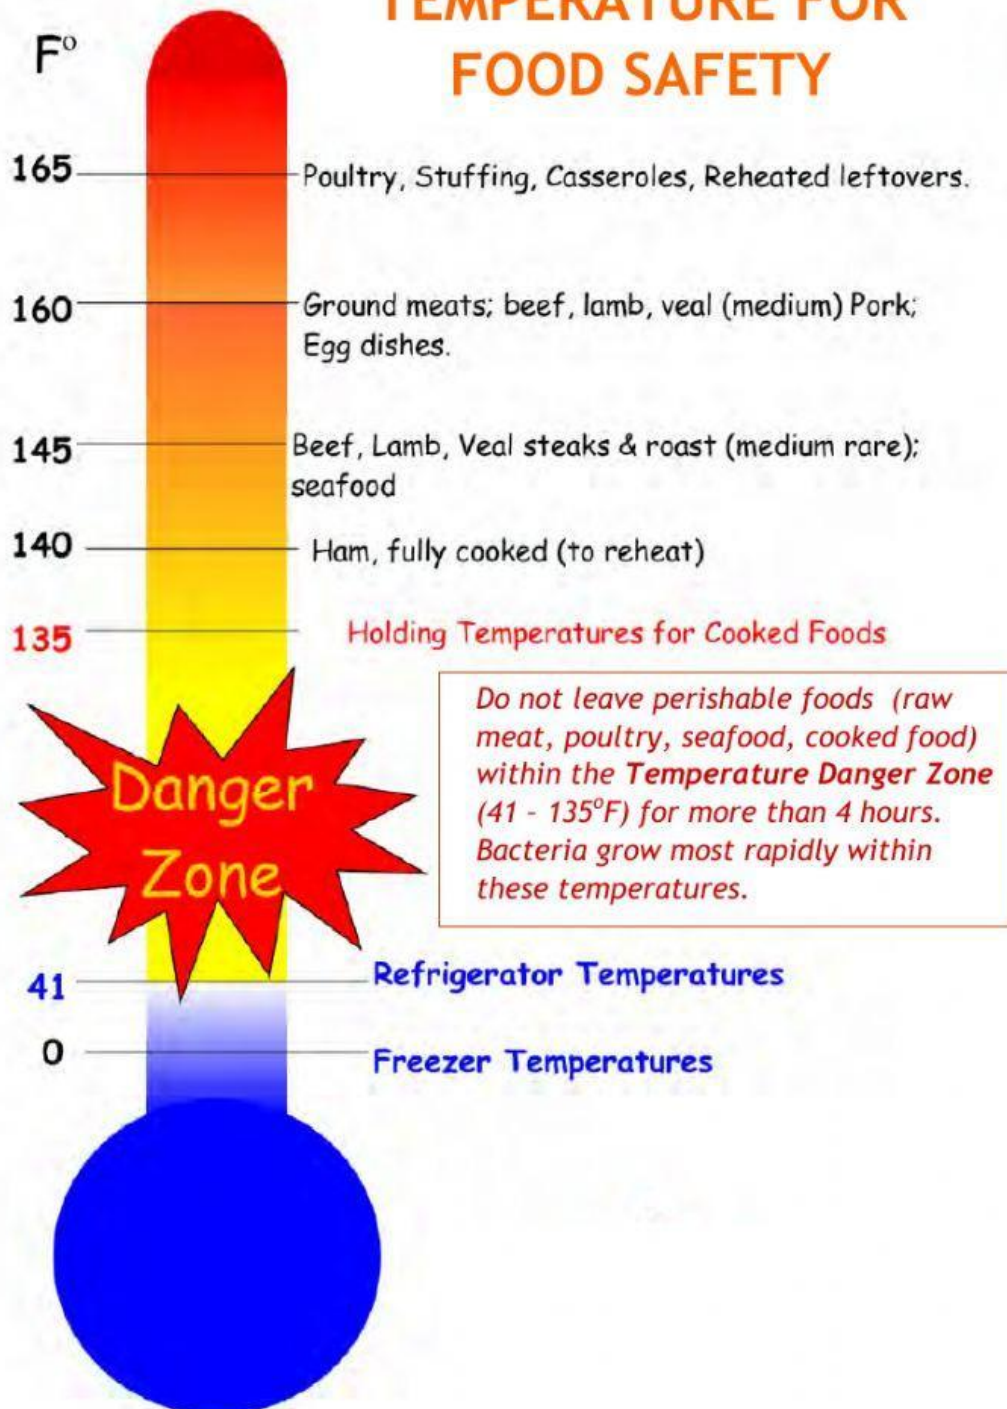 TEMPERATURE FOR
FOOD SAFETY
Fº
165 Poultry, Stuffing, Casseroles, Reheated leftovers.
160 Ground meats; beef, lamb, veal (medium) Pork;
Egg dishes.
145 Beef, Lamb, Veal steaks & roast (medium rare);
seafood
140 Ham, fully cooked (to reheat)
135 Holding Temperatures for Cooked Foods
Do not leave perishable foods (raw
meat, poultry, seafood, cooked food)
within the Temperature Danger Zone
(41 - 135ºF) for more than 4 hours.
Bacteria grow most rapidly within
these temperatures.
Danger
Zone
41 Refrigerator Temperatures
0 Freezer Temperatures